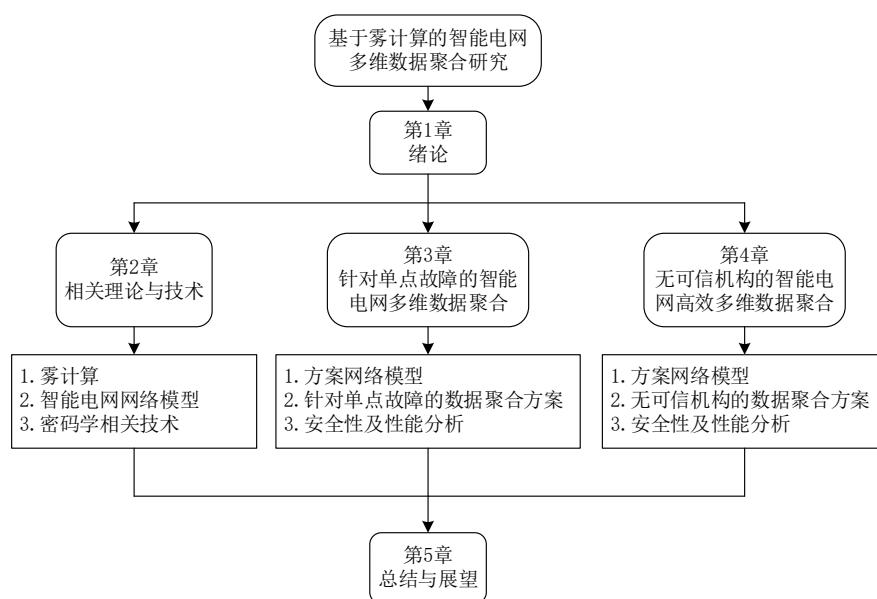 基于雾计算的智能电网
多维数据聚合研究
第1章
绪论
第2章
相关理论与技术
第3章
针对单点故障的智能
电网多维数据聚合
第4章
无可信机构的智能电
网高效多维数据聚合
1.雾计算
2.智能电网网络模型
3.密码学相关技术
1.方案网络模型
2.针对单点故障的数据聚合方案
3.安全性及性能分析
1.方案网络模型
2.无可信机构的数据聚合方案
3.安全性及性能分析
第5章
总结与展望